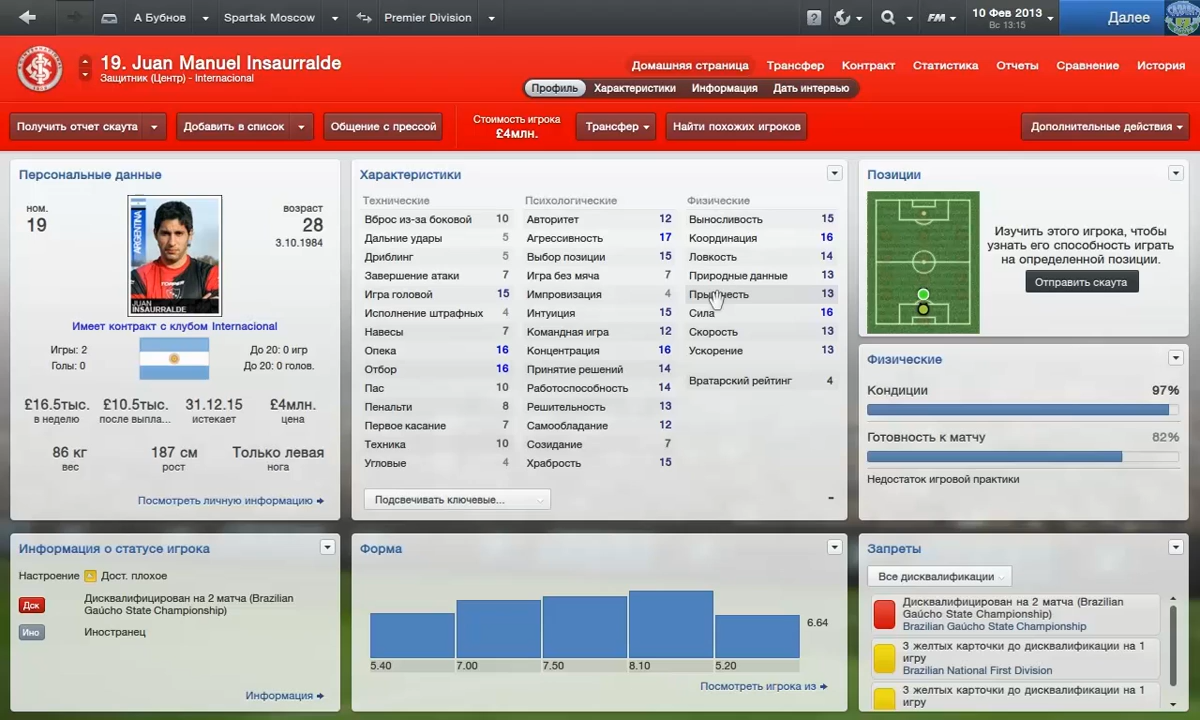 А Бубнов
Spartak Moscow
Premier Division
?
FM
10 Фев 2013
Вс 13:15
Далее
19. Juan Manuel Insaurralde
Защитник (Центр) - Internacional
Домашняя страница
Трансфер
Контракт
Статистика
Отчеты
Сравнение
История
Профиль
Характеристики
Информация
Дать интервью
Получить отчет скаута
Добавить в список
Общение с прессой
Стоимость игрока
£4млн.
Трансфер
Найти похожих игроков
Дополнительные действия
Персональные данные
ном.
19
ARGENTINA
JUAN
INSAURRALDE
возраст
28
3.10.1984
Имеет контракт с клубом Internacional
Игры: 2
Голы: 0
До 20: 0 игр
До 20: 0 голов.
£16.5тыс.
в неделю
£10.5тыс.
после выпла...
31.12.15
истекает
£4млн.
цена
86 кг
вес
187 см
рост
Только левая
нога
Посмотреть личную информацию
Характеристики
Технические
Вброс из-за боковой 10
Дальние удары 5
Дриблинг 5
Завершение атаки 7
Игра головой 15
Исполнение штрафных 4
Навесы 7
Опека 16
Отбор 16
Пас 10
Пенальти 8
Первое касание 7
Техника 10
Угловые 4
Психологические
Авторитет 12
Агрессивность 17
Выбор позиции 15
Игра без мяча 7
Импровизация 4
Интуиция 15
Командная игра 12
Концентрация 16
Принятие решений 14
Работоспособность 14
Решительность 13
Самообладание 12
Созидание 7
Храбрость 15
Физические
Выносливость 15
Координация 16
Ловкость 14
Природные данные 13
Прыгучесть 13
Сила 16
Скорость 13
Ускорение 13
Вратарский рейтинг 4
Подсвечивать ключевые...
-
Позиции
Изучить этого игрока, чтобы
узнать его способность играть
на определенной позиции.
Отправить скаута
Физические
Кондиции 97%
Готовность к матчу 82%
Недостаток игровой практики
Информация о статусе игрока
Настроение Дост. плохое
Дск
Дисквалифицирован на 2 матча (Brazilian
Gaúcho State Championship)
Ино
Иностранец
Информация
Форма
5.40
7.00
7.50
8.10
5.20
6.64
Посмотреть игрока из
Запреты
Все дисквалификации
Дисквалифицирован на 2 матча (Brazilian
Gaúcho State Championship)
Brazilian Gaúcho State Championship
3 желтых карточки до дисквалификации на 1
игру
Brazilian National First Division
3 желтых карточки до дисквалификации на 1
игру